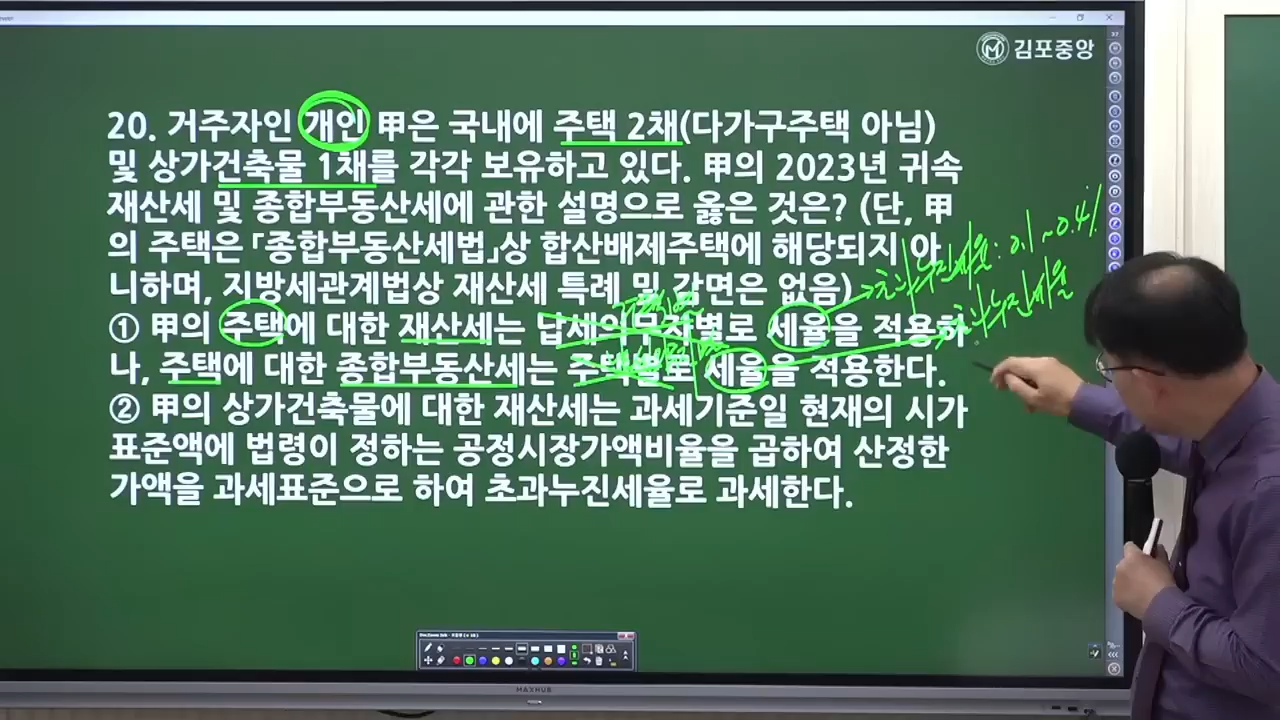 김포중앙
20. 거주자인 개인 甲은 국내에 주택 2채(다가구주택 아님)
및 상가건축물 1채를 각각 보유하고 있다. 甲의 2023년 귀속
재산세 및 종합부동산세에 관한 설명으로 옳은 것은? (단, 甲
의 주택은 「종합부동산세법」상 합산배제주택에 해당되지 아
니하며, 지방세관계법상 재산세 특례 및 감면은 없음)
초과누진세율: 0.1~0.4%
초과누진세율
① 甲의 주택에 대한 재산세는 납세의무자별로 세율을 적용하
나, 주택에 대한 종합부동산세는 주택별로 세율을 적용한다.
② 甲의 상가건축물에 대한 재산세는 과세기준일 현재의 시가
표준액에 법령이 정하는 공정시장가액비율을 곱하여 산정한
가액을 과세표준으로 하여 초과누진세율로 과세한다.
MAXHUB